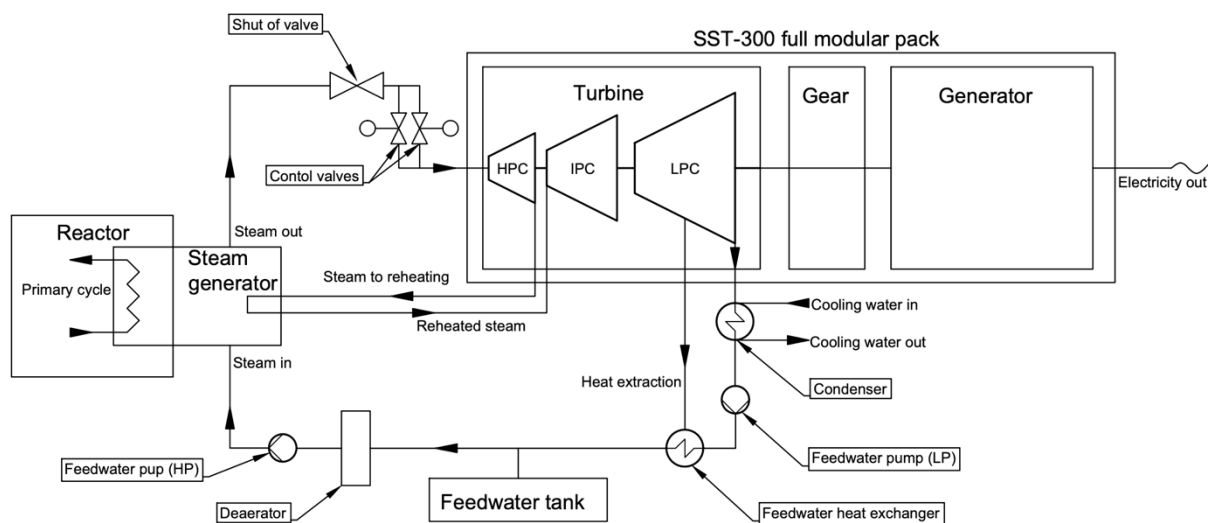 Shut of valve
SST-300 full modular pack
Turbine
Gear
Generator
HPC
IPC
LPC
Contol valves
Electricity out
Reactor
Steam out
Steam
generator
Primary cycle
Steam to reheating
Reheated steam
Cooling water in
Cooling water out
Steam in
Heat extraction
Condenser
Feedwater pup (HP)
Feedwater pump (LP)
Deaerator
Feedwater tank
Feedwater heat exchanger